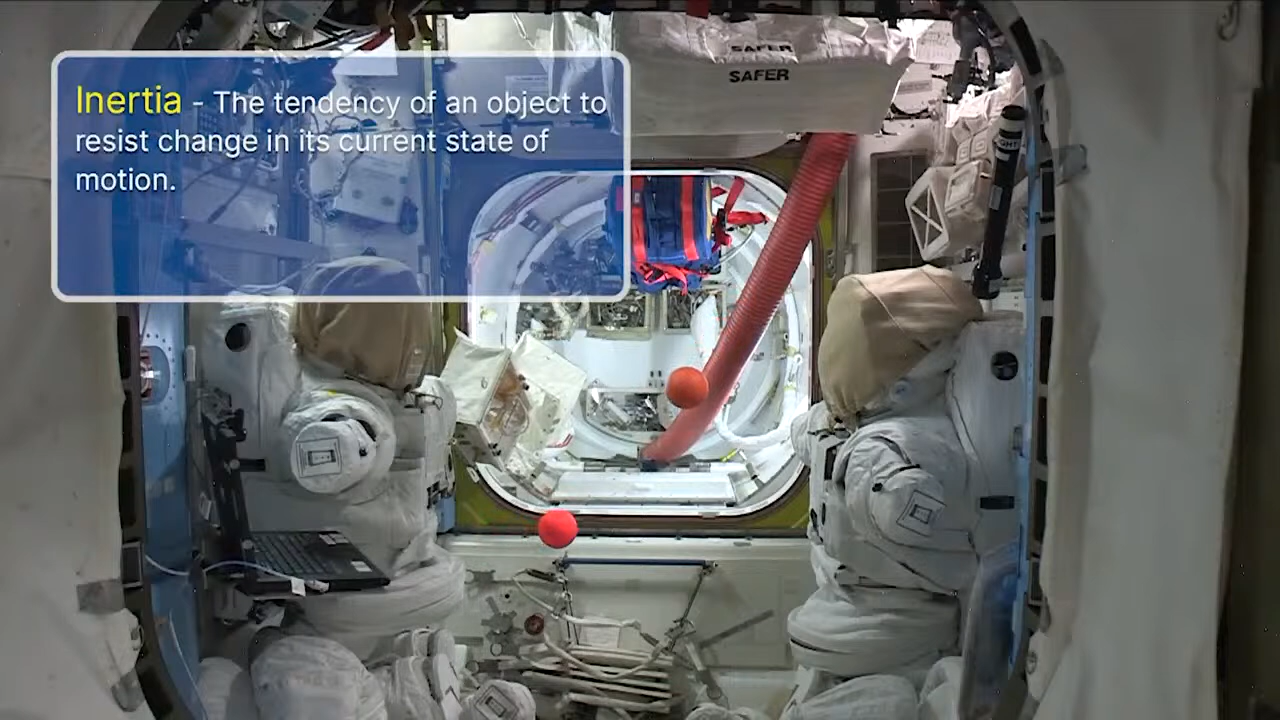 Inertia - The tendency of an object to
resist change in its current state of
motion.
SAFER
SAFER